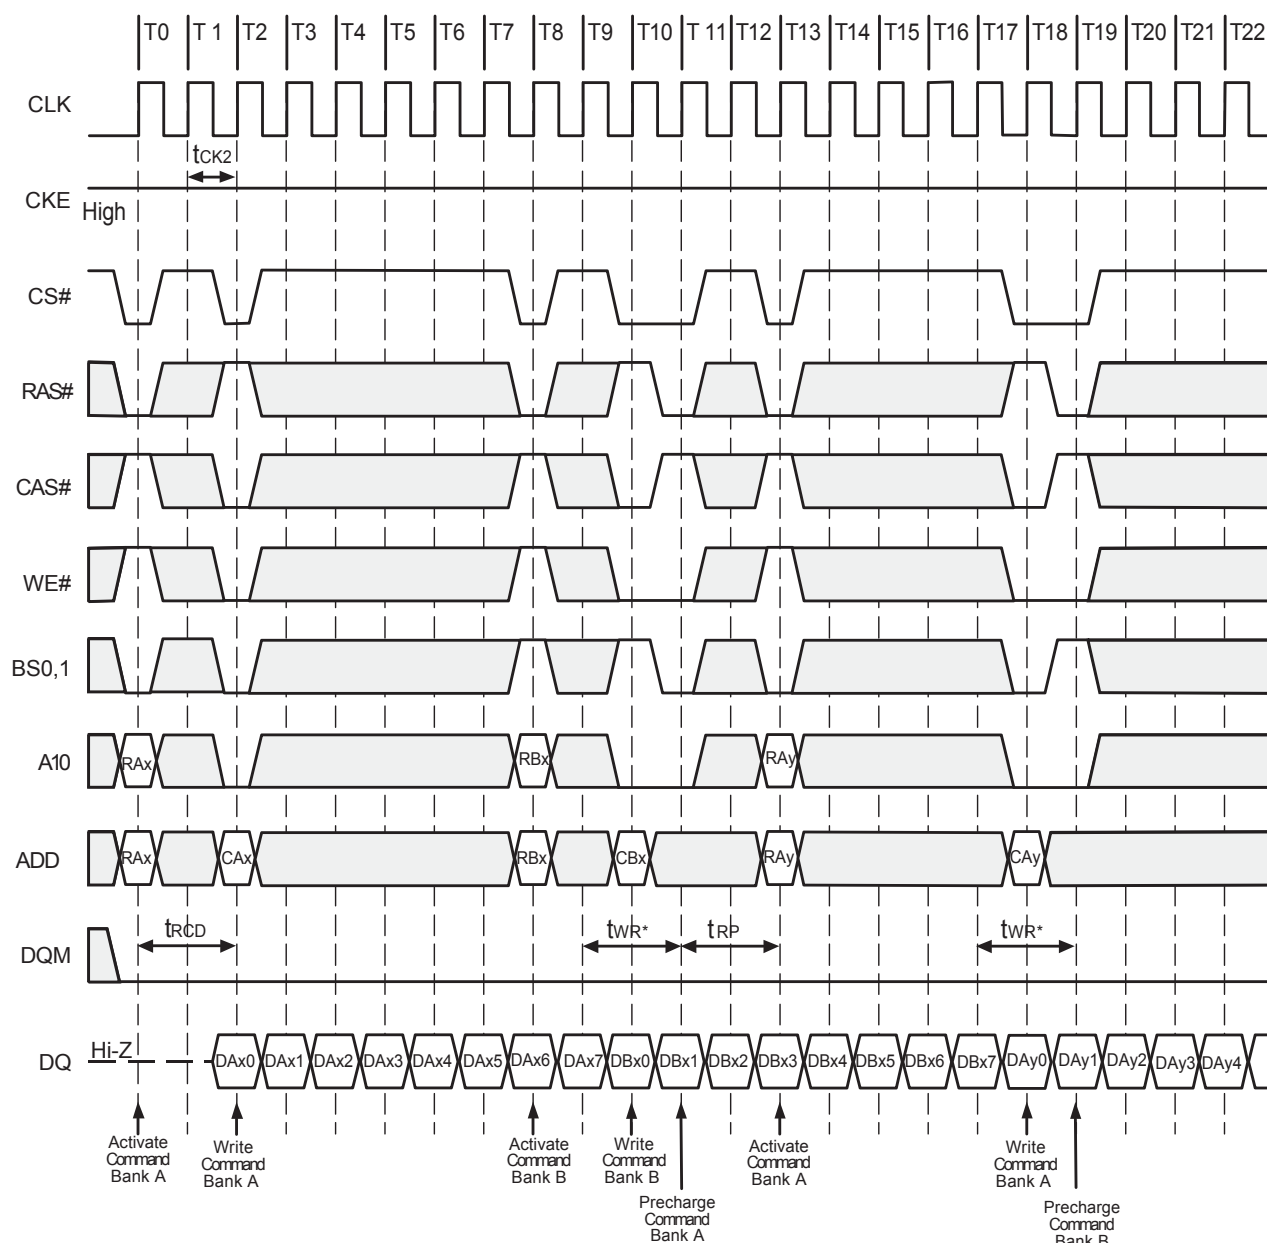 T0 T 1 T2 T3 T4 T5 T6 T7 T8 T9 T10 T 11 T12 T13 T14 T15 T16 T17 T18 T19 T20 T21 T22
CLK
tCK2
CKE
High
CS#
RAS#
CAS#
WE#
BS0,1
A10
RAx RBx RAy
ADD
RAx CAx RBx CBx RAy CAy
tRCD tWR* tRP tWR*
DQM
Hi-Z
DQ
DAx0 DAx1 DAx2 DAx3 DAx4 DAx5 DAx6 DAx7 DBx0 DBx1 DBx2 DBx3 DBx4 DBx5 DBx6 DBx7 DAy0 DAy1 DAy2 DAy3 DAy4
Activate
Command
Bank A
Write
Command
Bank A
Activate
Command
Bank B
Write
Command
Bank B
Precharge
Command
Bank A
Activate
Command
Bank A
Write
Command
Bank A
Precharge
Command
Bank B